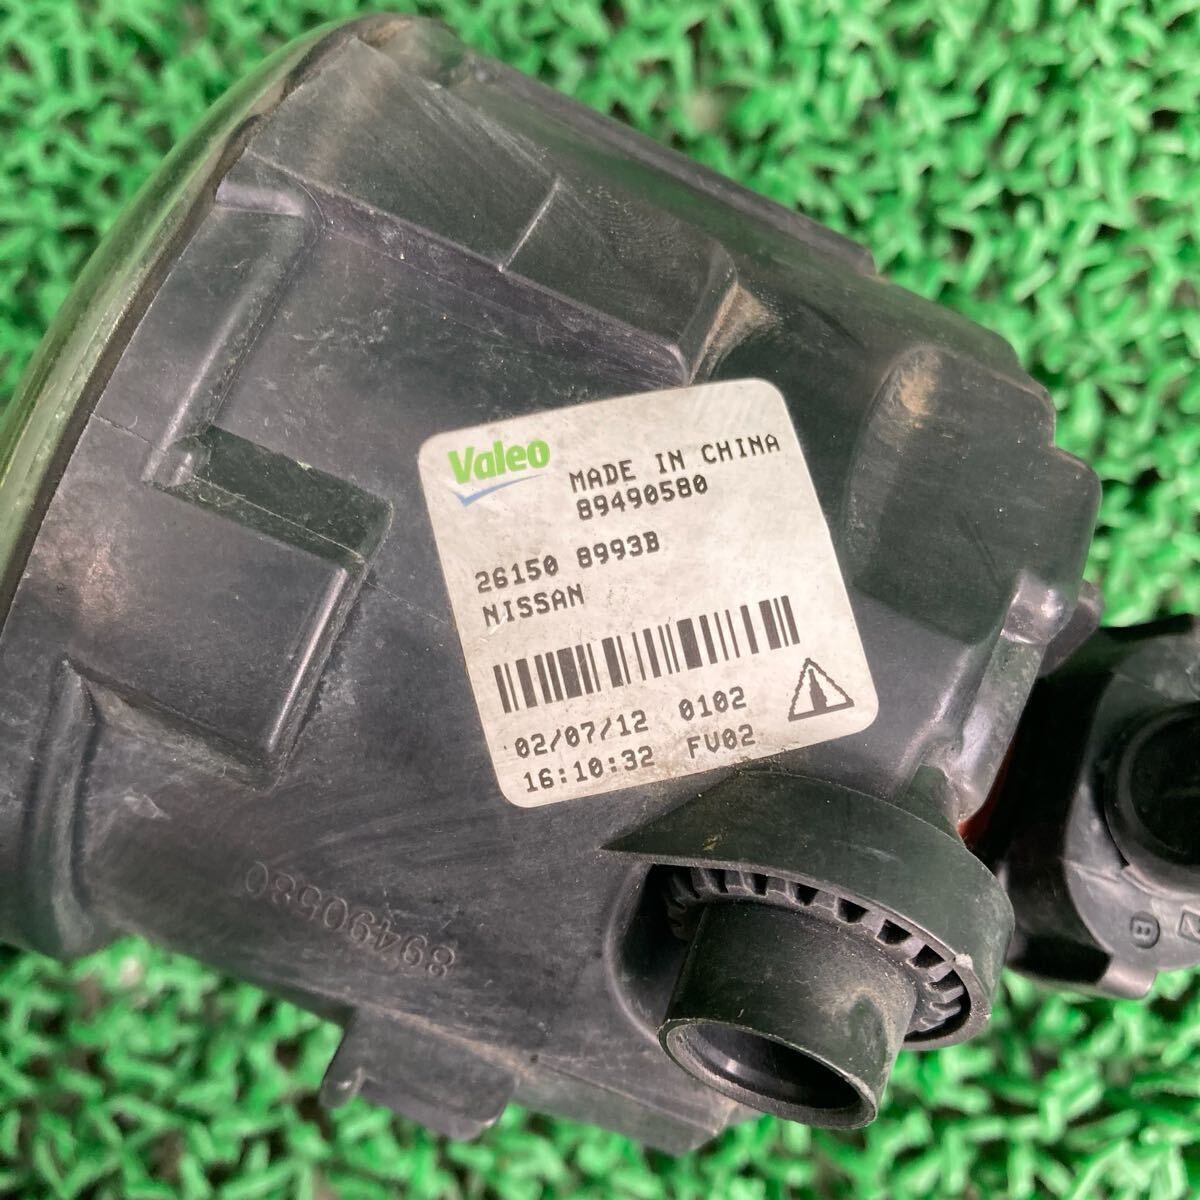 Valeo
MADE IN CHINA
89490580
26150 8993B
NISSAN
02/07/12 0102
16:10:32 FV02
89490580
B